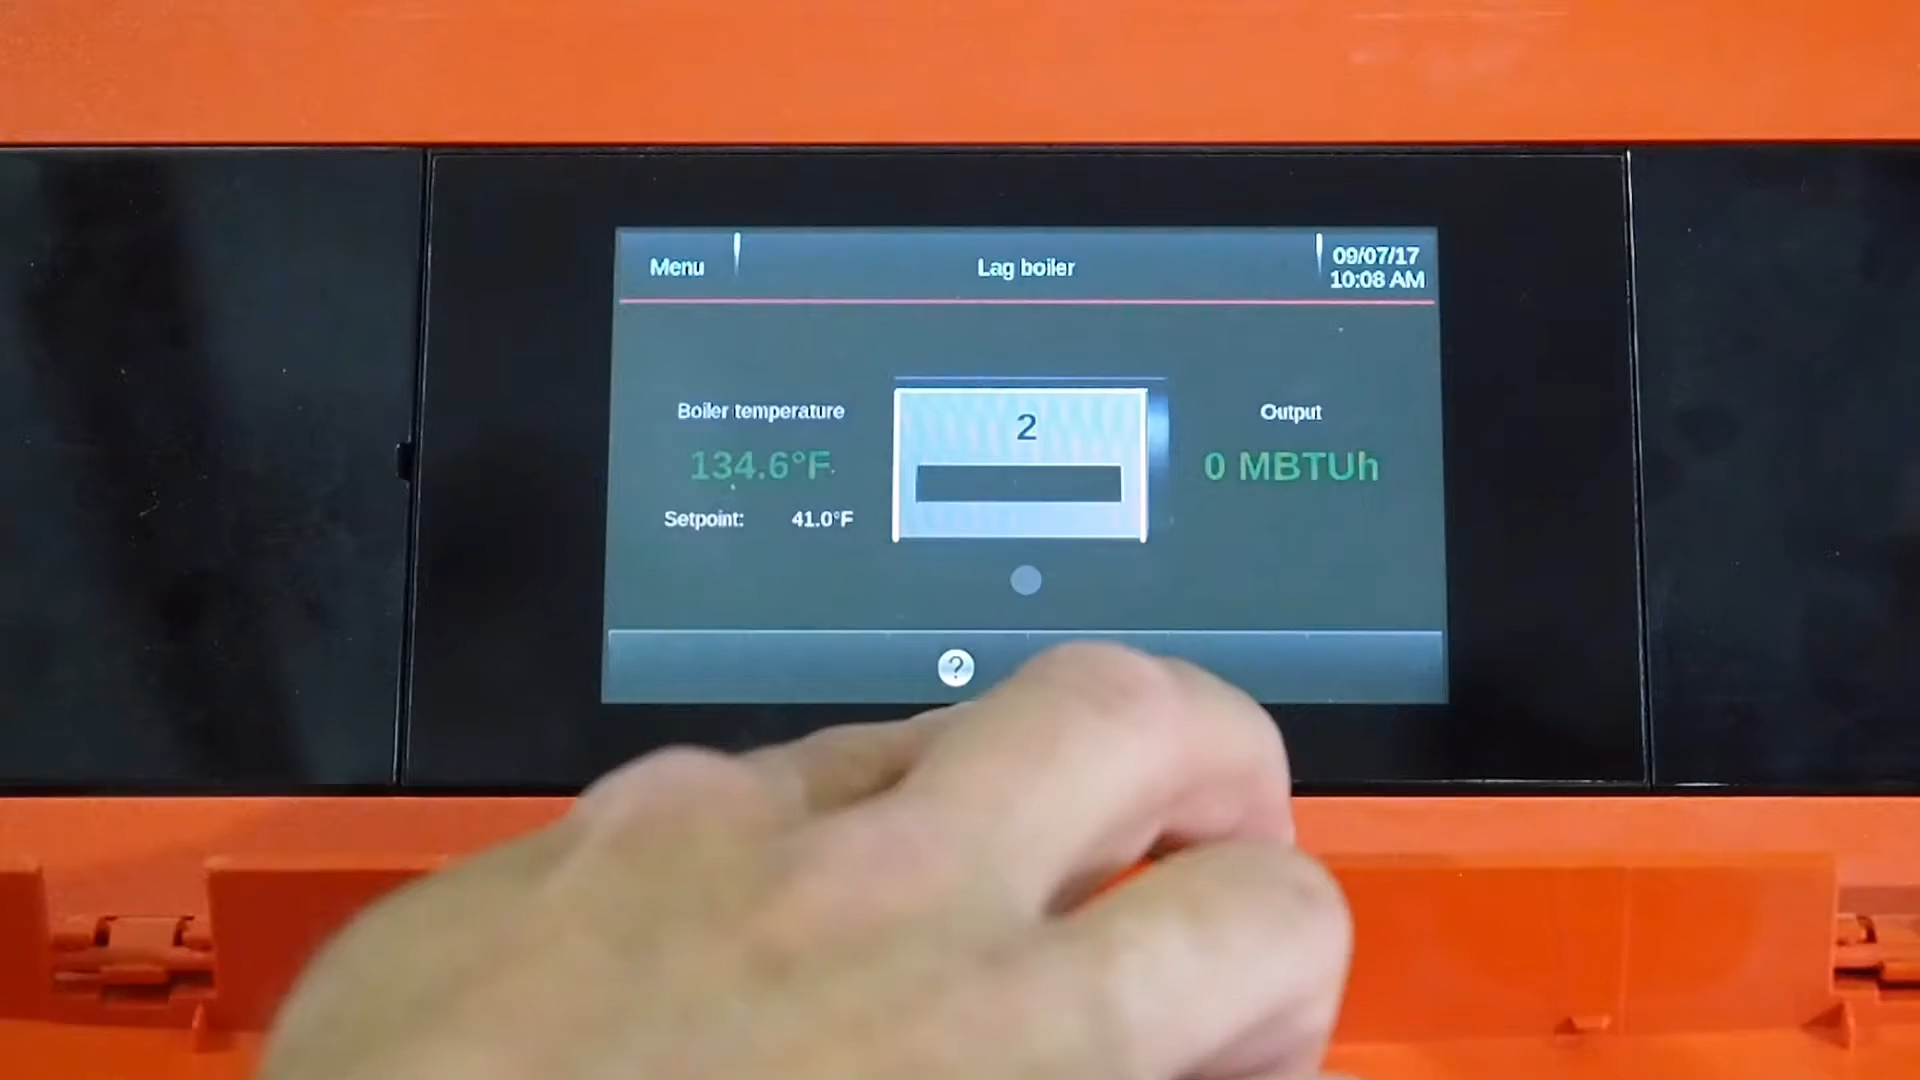 Menu
Lag boiler
09/07/17
10:08 AM
Boiler temperature
134.6°F
Setpoint: 41.0°F
2
Output
0 MBTUh
?